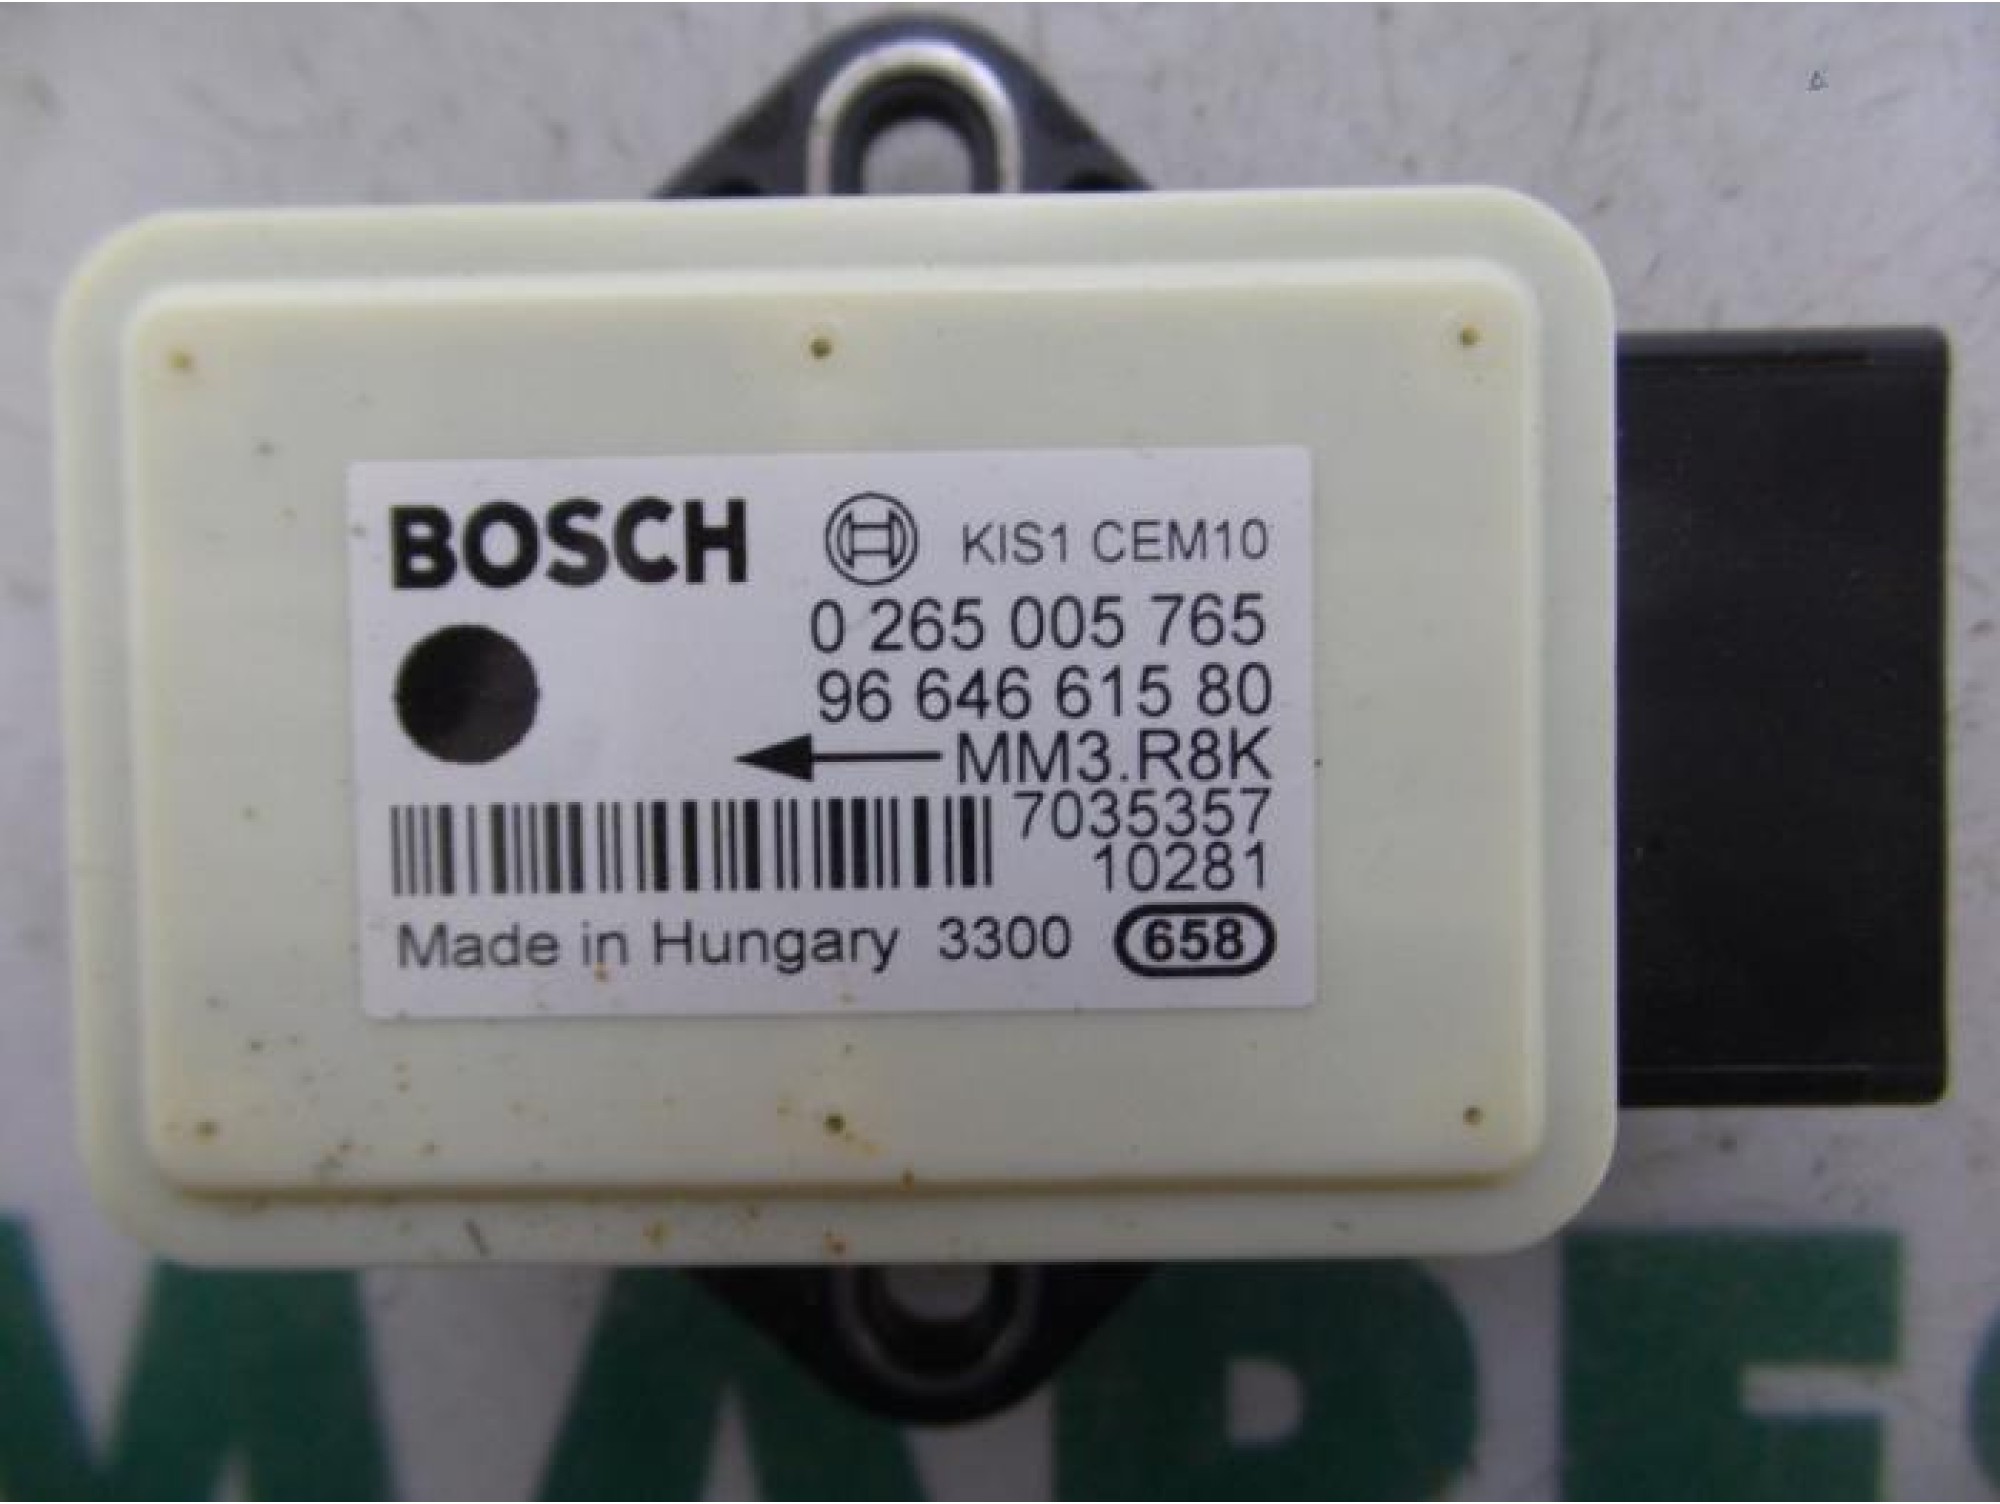 BOSCH KIS1 CEM10
0 265 005 765
96 646 615 80
MM3.R8K
7035357
10281
Made in Hungary 3300 658